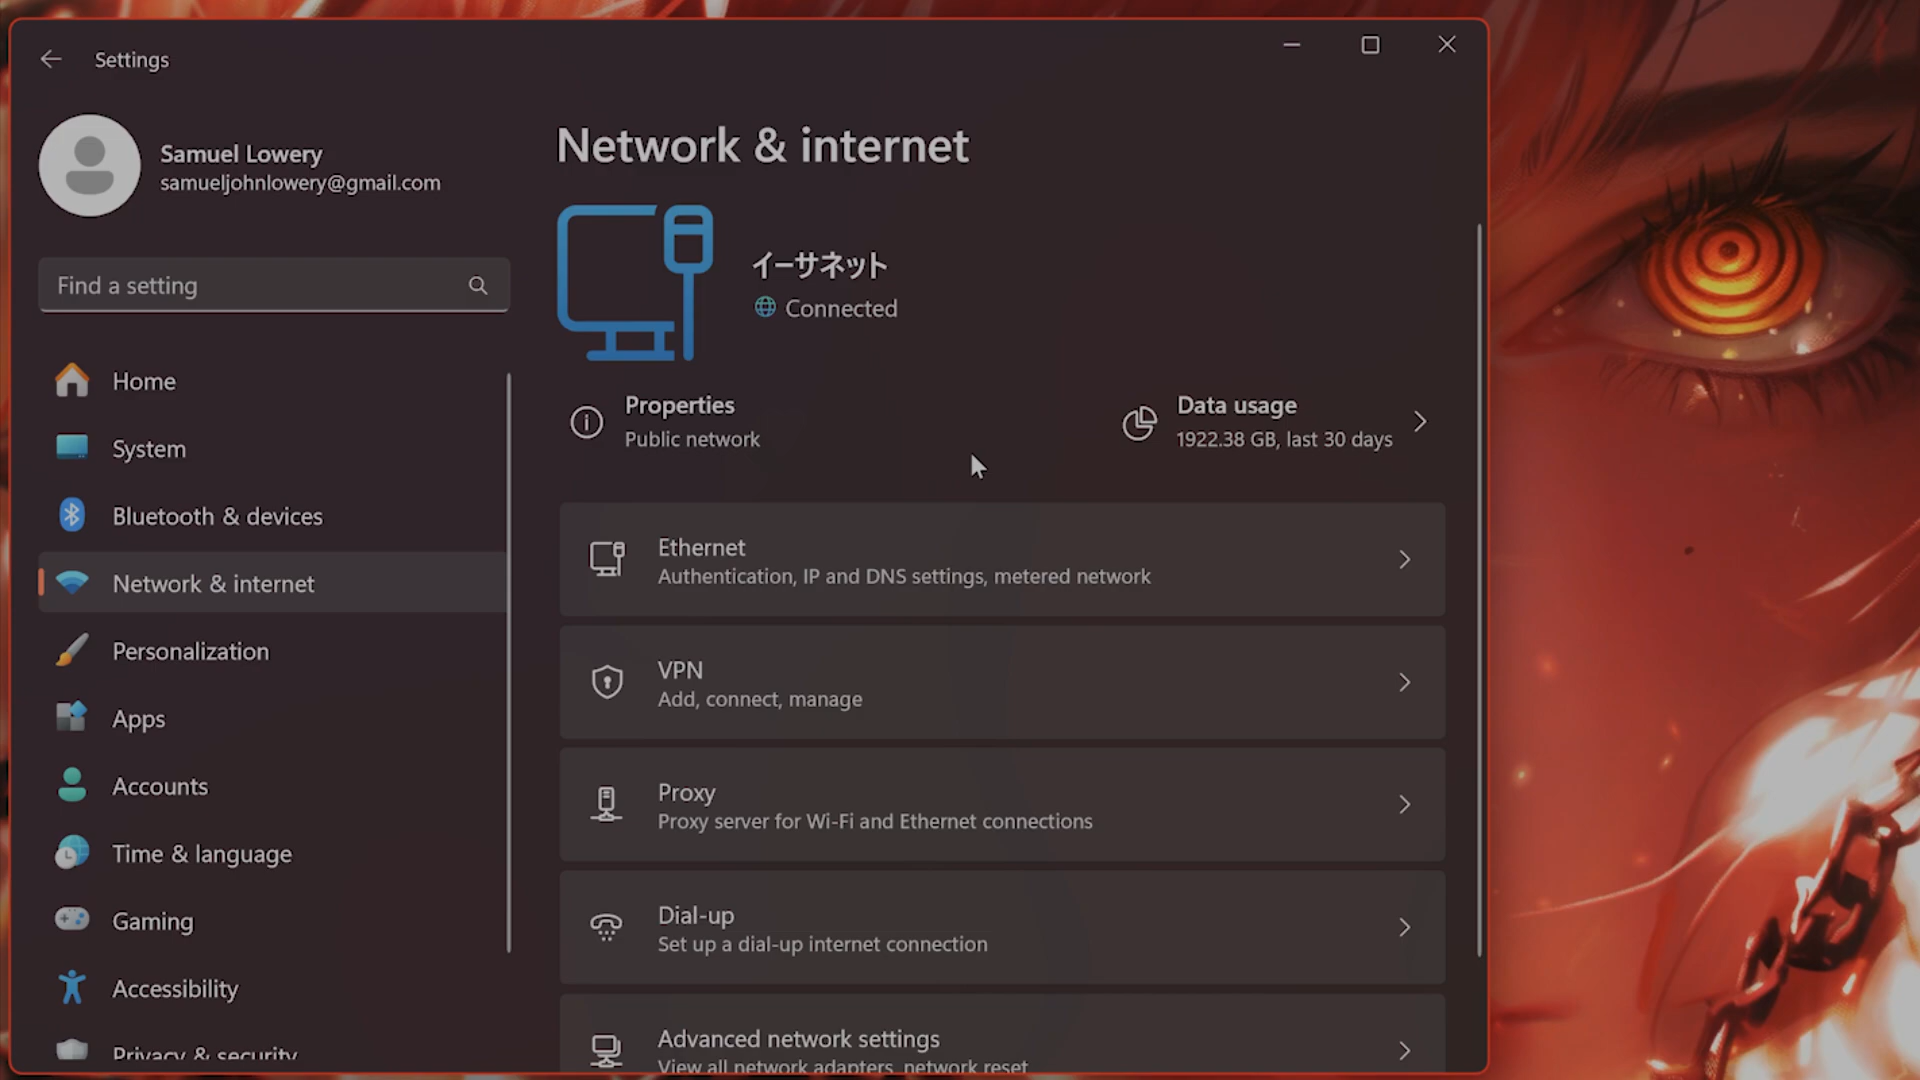 Settings
Samuel Lowery
samueljohnlowery@gmail.com
Find a setting
Home
System
Bluetooth & devices
Network & internet
Personalization
Apps
Accounts
Time & language
Gaming
Accessibility
Privacy & security
Network & internet
イーサネット
Connected
Properties
Public network
Data usage
1922.38 GB, last 30 days
Ethernet
Authentication, IP and DNS settings, metered network
VPN
Add, connect, manage
Proxy
Proxy server for Wi-Fi and Ethernet connections
Dial-up
Set up a dial-up internet connection
Advanced network settings
View all network adapters, network reset